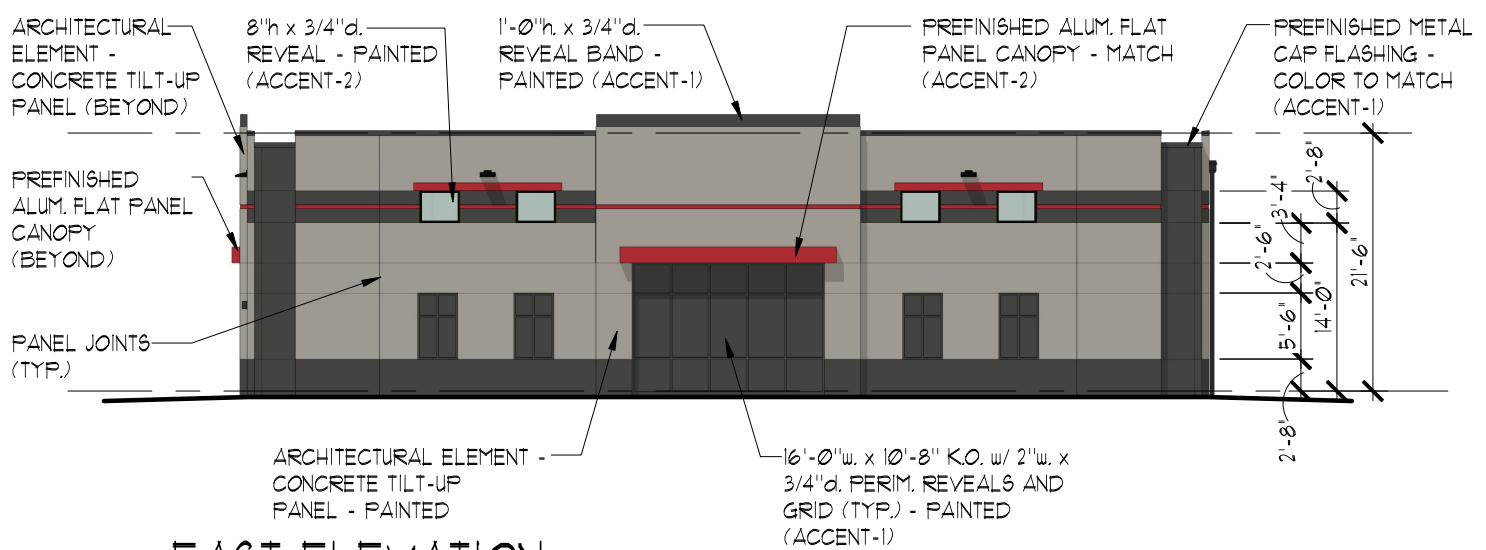 ARCHITECTURAL
ELEMENT -
CONCRETE TILT-UP
PANEL (BEYOND)
8"h x 3/4"d.
REVEAL - PAINTED
(ACCENT-2)
1'-0"h. x 3/4"d.
REVEAL BAND -
PAINTED (ACCENT-1)
PREFINISHED ALUM. FLAT
PANEL CANOPY - MATCH
(ACCENT-2)
PREFINISHED METAL
CAP FLASHING -
COLOR TO MATCH
(ACCENT-1)
PREFINISHED
ALUM. FLAT PANEL
CANOPY
(BEYOND)
PANEL JOINTS
(TYP.)
2'-8"
3'-4"
2'-6"
21'-6"
14'-0"
5'-6"
2'-8"
ARCHITECTURAL ELEMENT -
CONCRETE TILT-UP
PANEL - PAINTED
16'-0"w. x 10'-8" K.O. w/ 2"w. x
3/4"d. PERIM. REVEALS AND
GRID (TYP.) - PAINTED
(ACCENT-1)
EAST ELEVATION